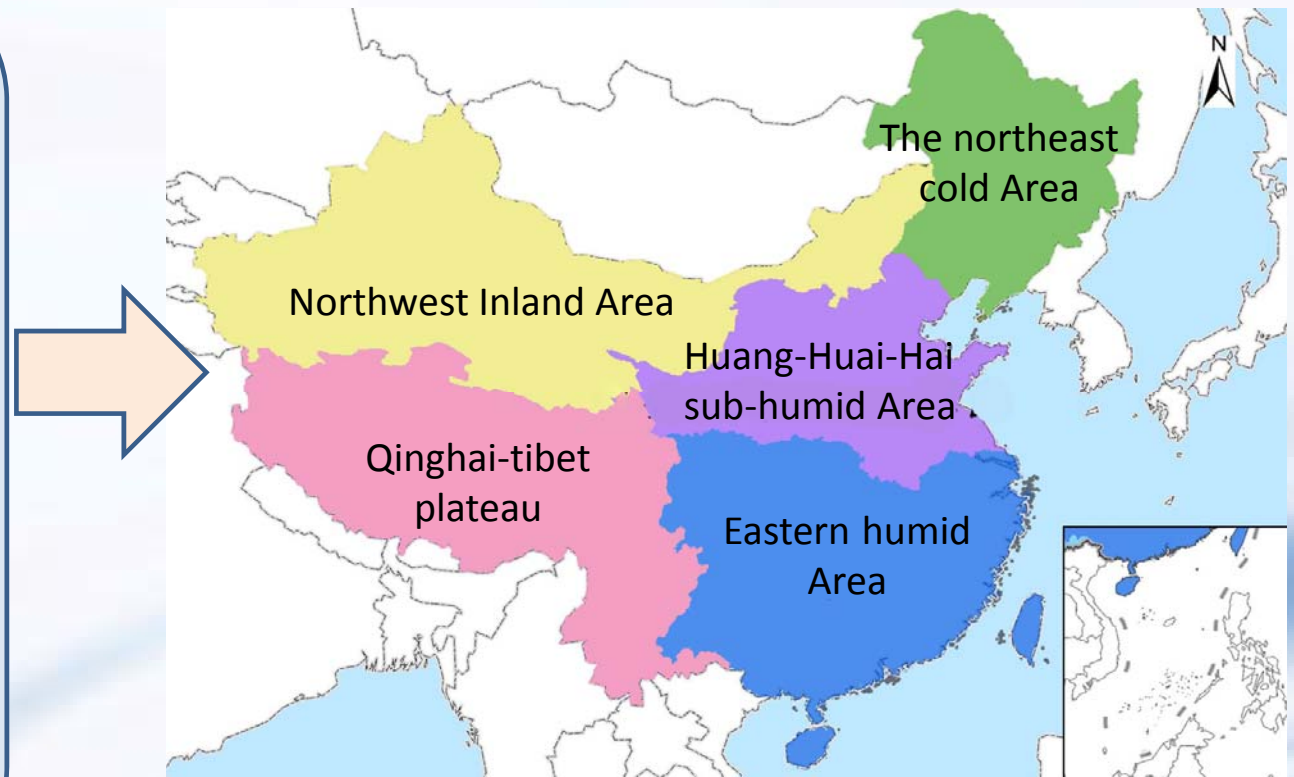 N
The northeast
cold Area
Northwest Inland Area
Huang-Huai-Hai
sub-humid Area
Qinghai-tibet
plateau
Eastern humid
Area